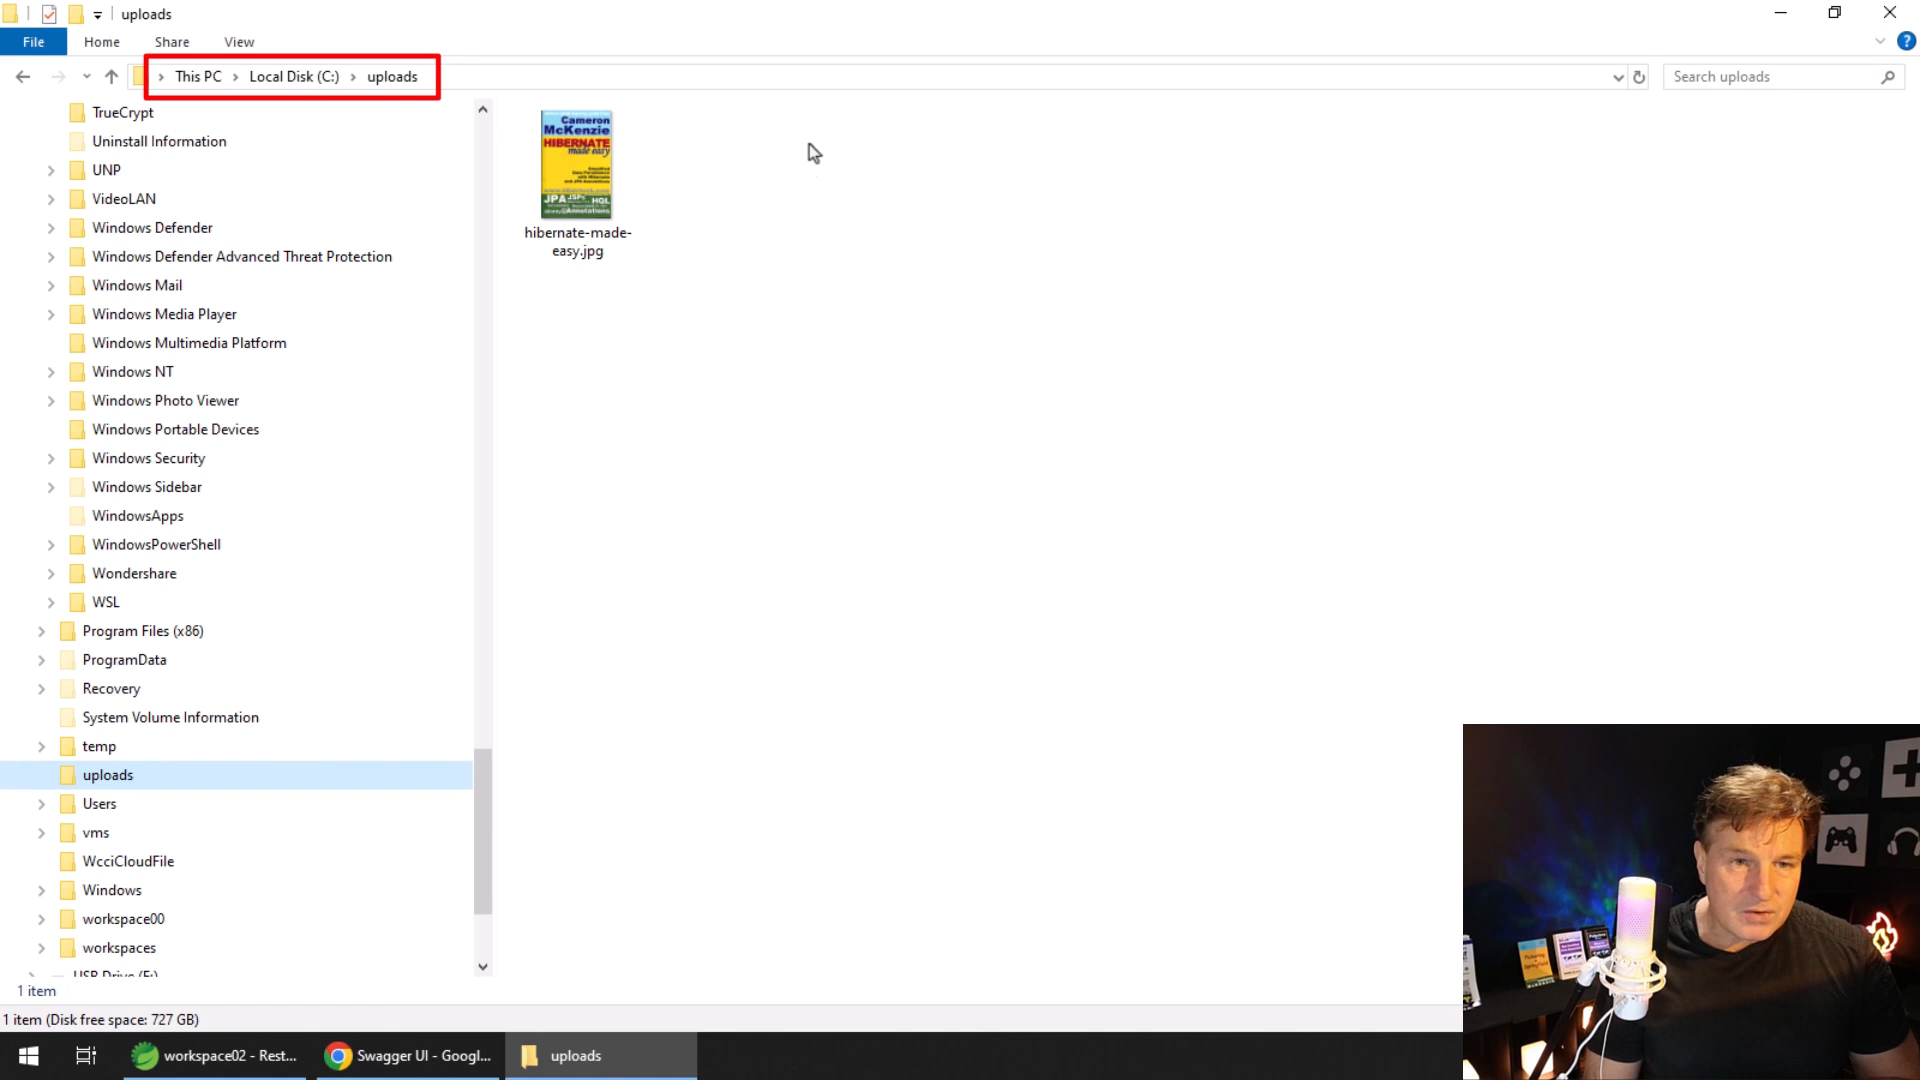 uploads
File Home Share View
This PC Local Disk (C:) uploads
Search uploads
TrueCrypt
Uninstall Information
UNP
VideoLAN
Windows Defender
Windows Defender Advanced Threat Protection
Windows Mail
Windows Media Player
Windows Multimedia Platform
Windows NT
Windows Photo Viewer
Windows Portable Devices
Windows Security
Windows Sidebar
WindowsApps
WindowsPowerShell
Wondershare
WSL
Program Files (x86)
ProgramData
Recovery
System Volume Information
temp
uploads
Users
vms
WcciCloudFile
Windows
workspace00
workspaces
USB Drive (F:)
Cameron
McKenzie
HIBERNATE
made easy
JPA JSPs HQL
hibernate-made-
easy.jpg
1 item
1 item (Disk free space: 727 GB)
workspace02 - Rest...
Swagger UI - Googl...
uploads